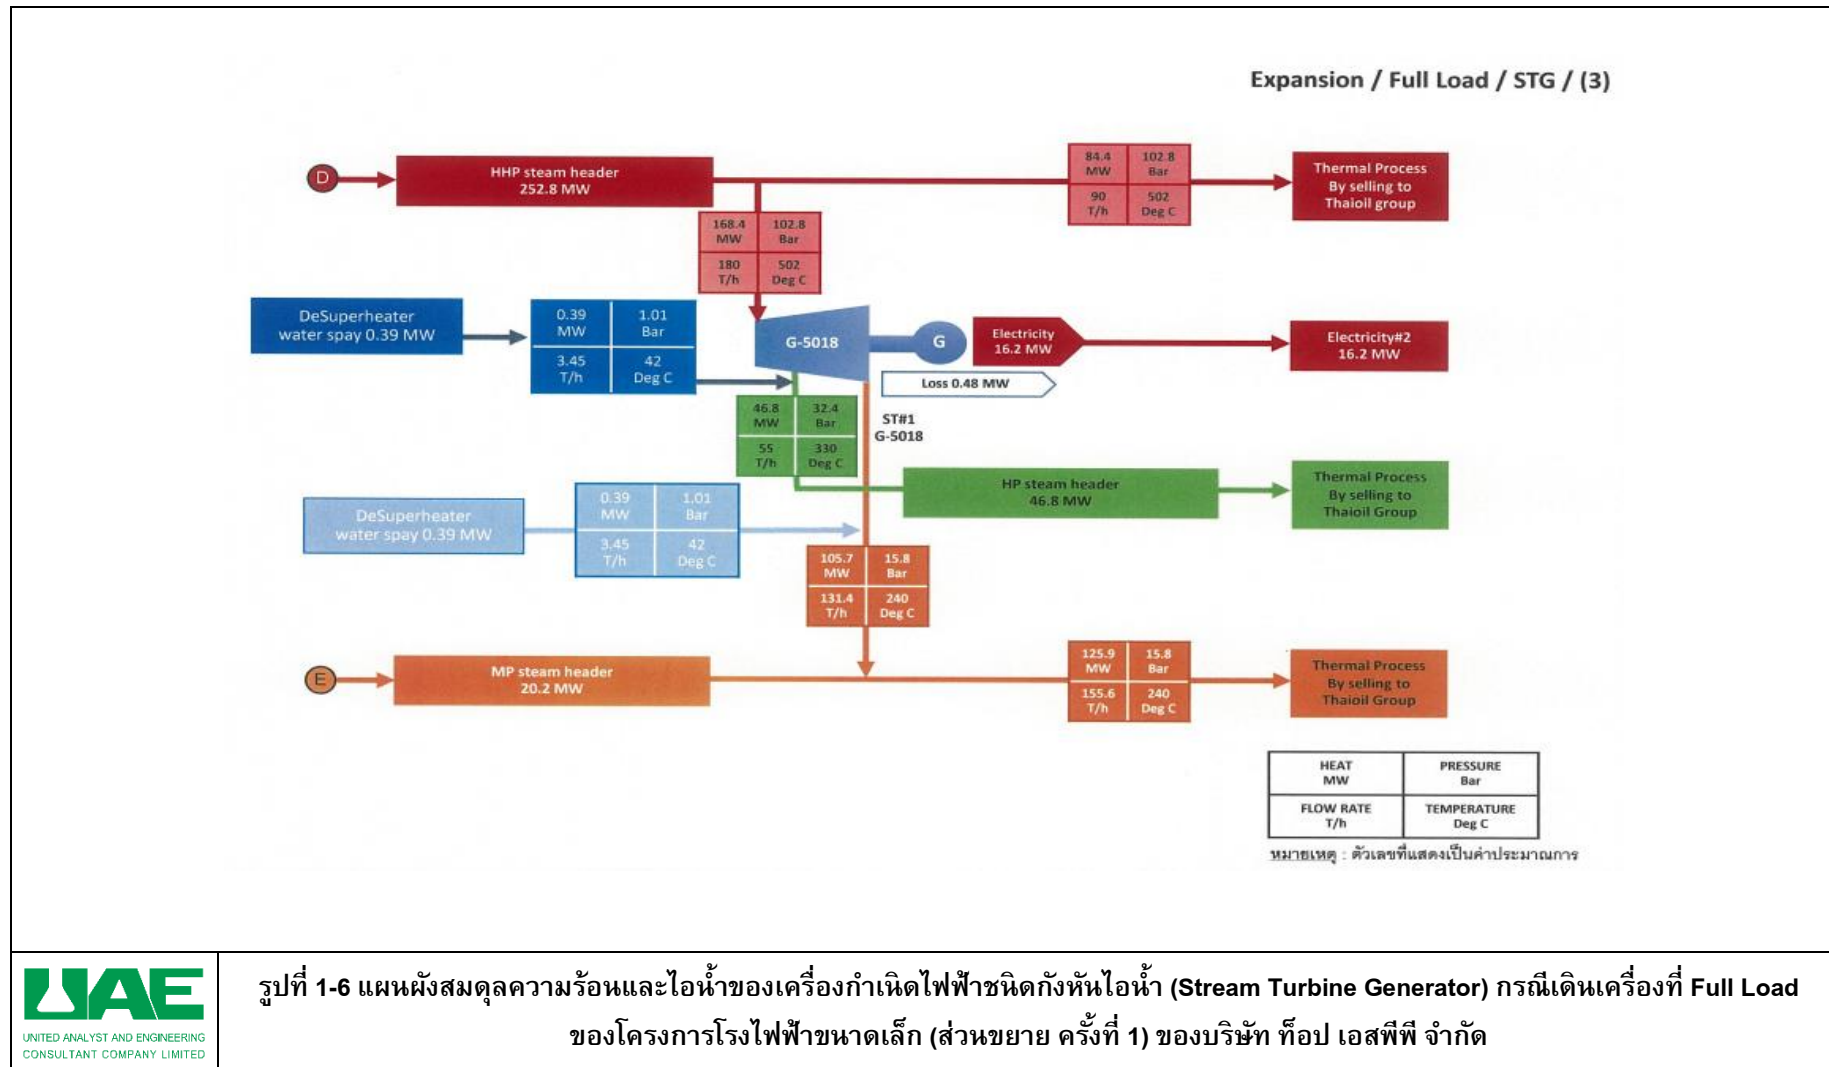 Expansion / Full Load / STG / (3)
D
HHP steam header
252.8 MW
84.4
MW
102.8
Bar
90
T/h
502
Deg C
Thermal Process
By selling to
Thaioil group
168.4
MW
102.8
Bar
180
T/h
502
Deg C
DeSuperheater
water spay 0.39 MW
0.39
MW
1.01
Bar
3.45
T/h
42
Deg C
G-5018
G
Electricity
16.2 MW
Electricity#2
16.2 MW
Loss 0.48 MW
ST#1
G-5018
46.8
MW
32.4
Bar
55
T/h
330
Deg C
HP steam header
46.8 MW
Thermal Process
By selling to
Thaioil Group
DeSuperheater
water spay 0.39 MW
0.39
MW
1.01
Bar
3.45
T/h
42
Deg C
105.7
MW
15.8
Bar
131.4
T/h
240
Deg C
E
MP steam header
20.2 MW
125.9
MW
15.8
Bar
155.6
T/h
240
Deg C
Thermal Process
By selling to
Thaioil Group
HEAT
MW
PRESSURE
Bar
FLOW RATE
T/h
TEMPERATURE
Deg C
หมายเหตุ : ตัวเลขที่แสดงเป็นค่าประมาณการ
UAE
UNITED ANALYST AND ENGINEERING
CONSULTANT COMPANY LIMITED
รูปที่ 1-6 แผนผังสมดุลความร้อนและไอน้ำของเครื่องกำเนิดไฟฟ้าชนิดกังหันไอน้ำ (Stream Turbine Generator) กรณีเดินเครื่องที่ Full Load
ของโครงการโรงไฟฟ้าขนาดเล็ก (ส่วนขยาย ครั้งที่ 1) ของบริษัท ท็อป เอสพีพี จำกัด